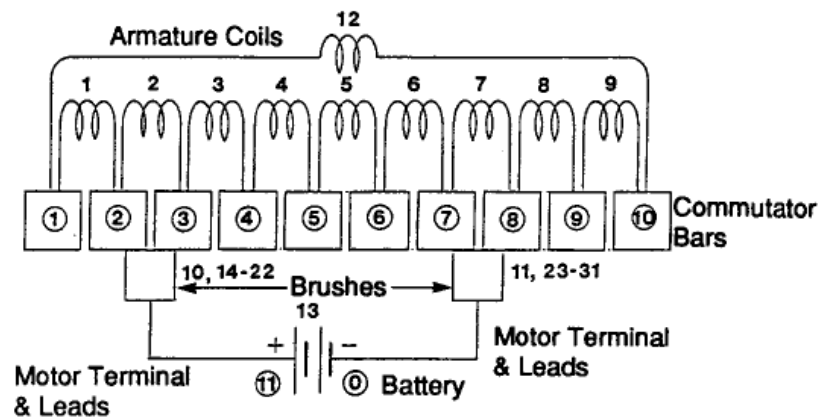 12
Armature Coils
1 2 3 4 5 6 7 8 9
① ② ③ ④ ⑤ ⑥ ⑦ ⑧ ⑨ ⑩ Commutator
Bars
10, 14-22 Brushes 11, 23-31
13
+ −
Motor Terminal
& Leads
⑪ ⓪ Battery
Motor Terminal
& Leads